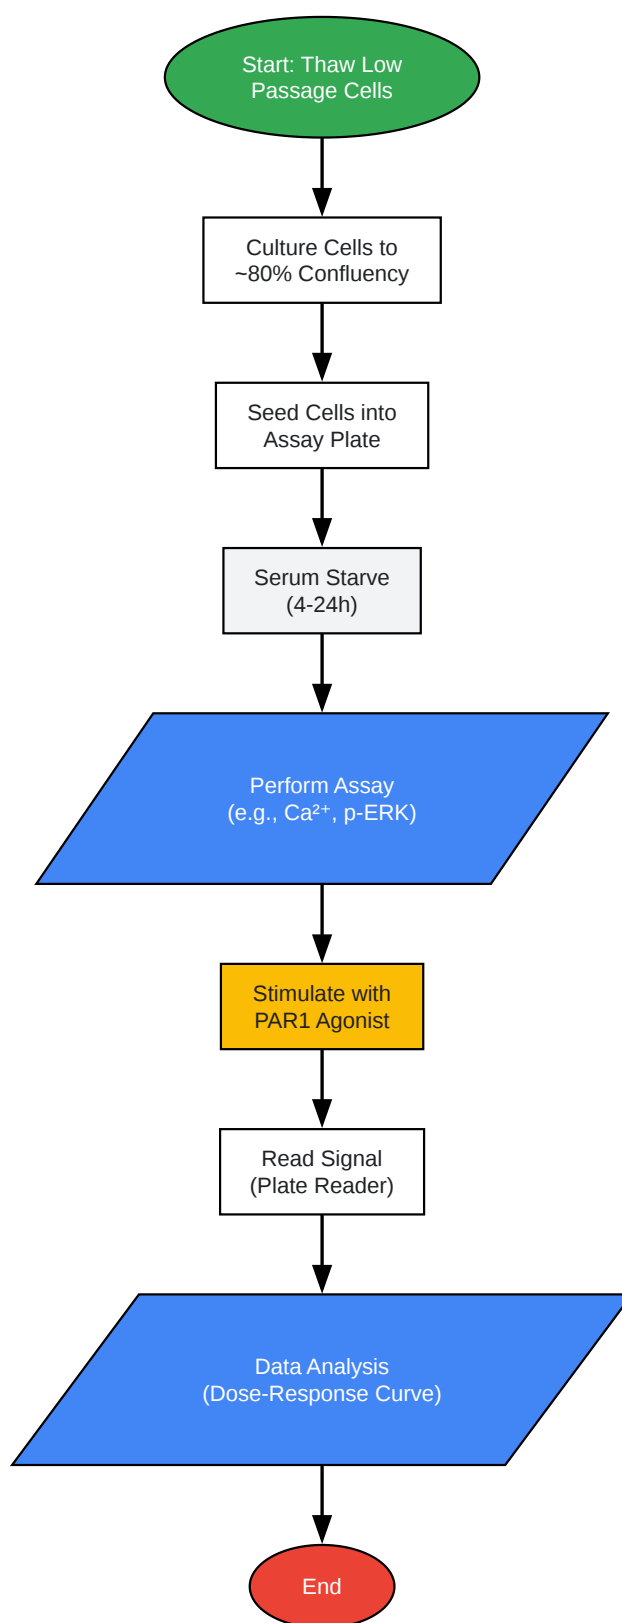 Start: Thaw Low
Passage Cells
Culture Cells to
~80% Confluency
Seed Cells into
Assay Plate
Serum Starve
(4-24h)
Perform Assay
(e.g., Ca²⁺, p-ERK)
Stimulate with
PAR1 Agonist
Read Signal
(Plate Reader)
Data Analysis
(Dose-Response Curve)
End